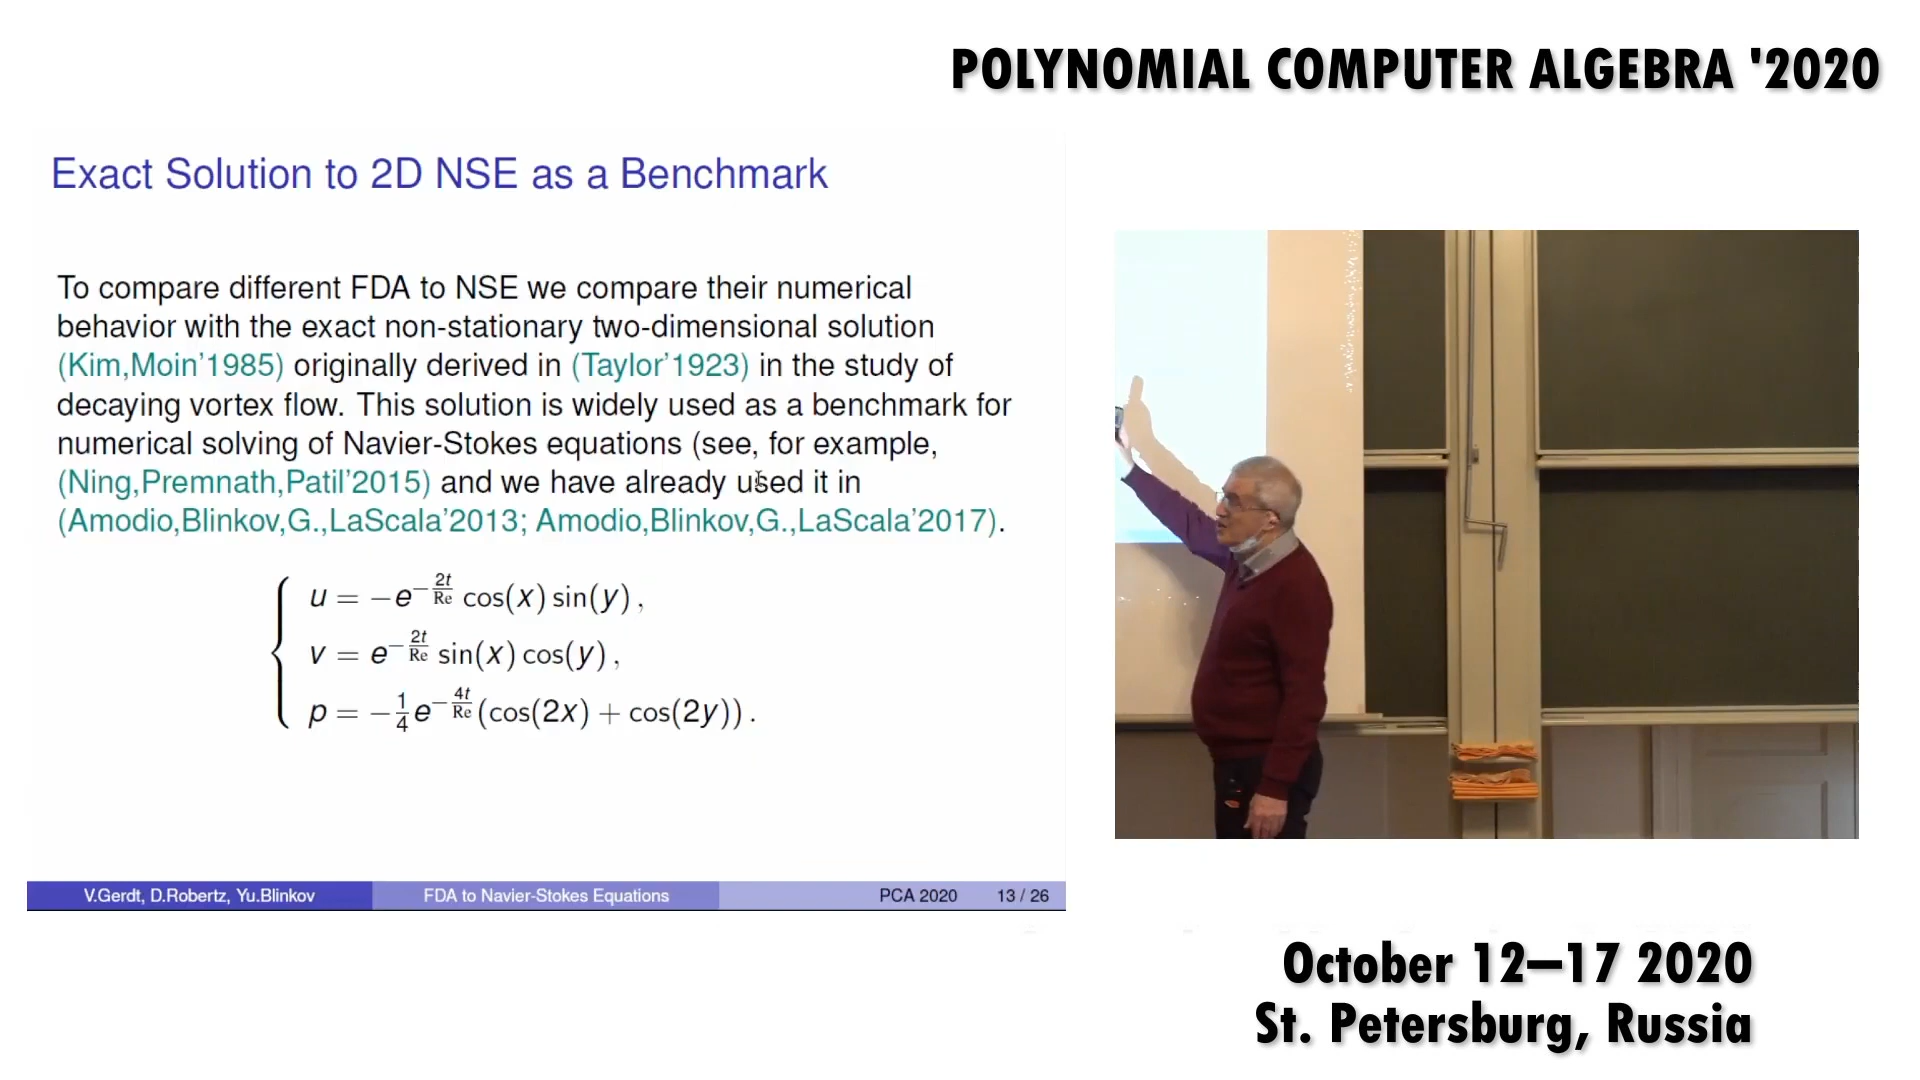 POLYNOMIAL COMPUTER ALGEBRA '2020
Exact Solution to 2D NSE as a Benchmark
To compare different FDA to NSE we compare their numerical
behavior with the exact non-stationary two-dimensional solution
(Kim,Moin'1985) originally derived in (Taylor'1923) in the study of
decaying vortex flow. This solution is widely used as a benchmark for
numerical solving of Navier-Stokes equations (see, for example,
(Ning,Premnath,Patil'2015) and we have already used it in
(Amodio,Blinkov,G.,LaScala'2013; Amodio,Blinkov,G.,LaScala'2017).
u = −e^{−2t/Re} cos(x) sin(y) ,
v = e^{−2t/Re} sin(x) cos(y) ,
p = −1/4 e^{−4t/Re} (cos(2x) + cos(2y)) .
V.Gerdt, D.Robertz, Yu.Blinkov FDA to Navier-Stokes Equations PCA 2020 13 / 26
October 12–17 2020
St. Petersburg, Russia